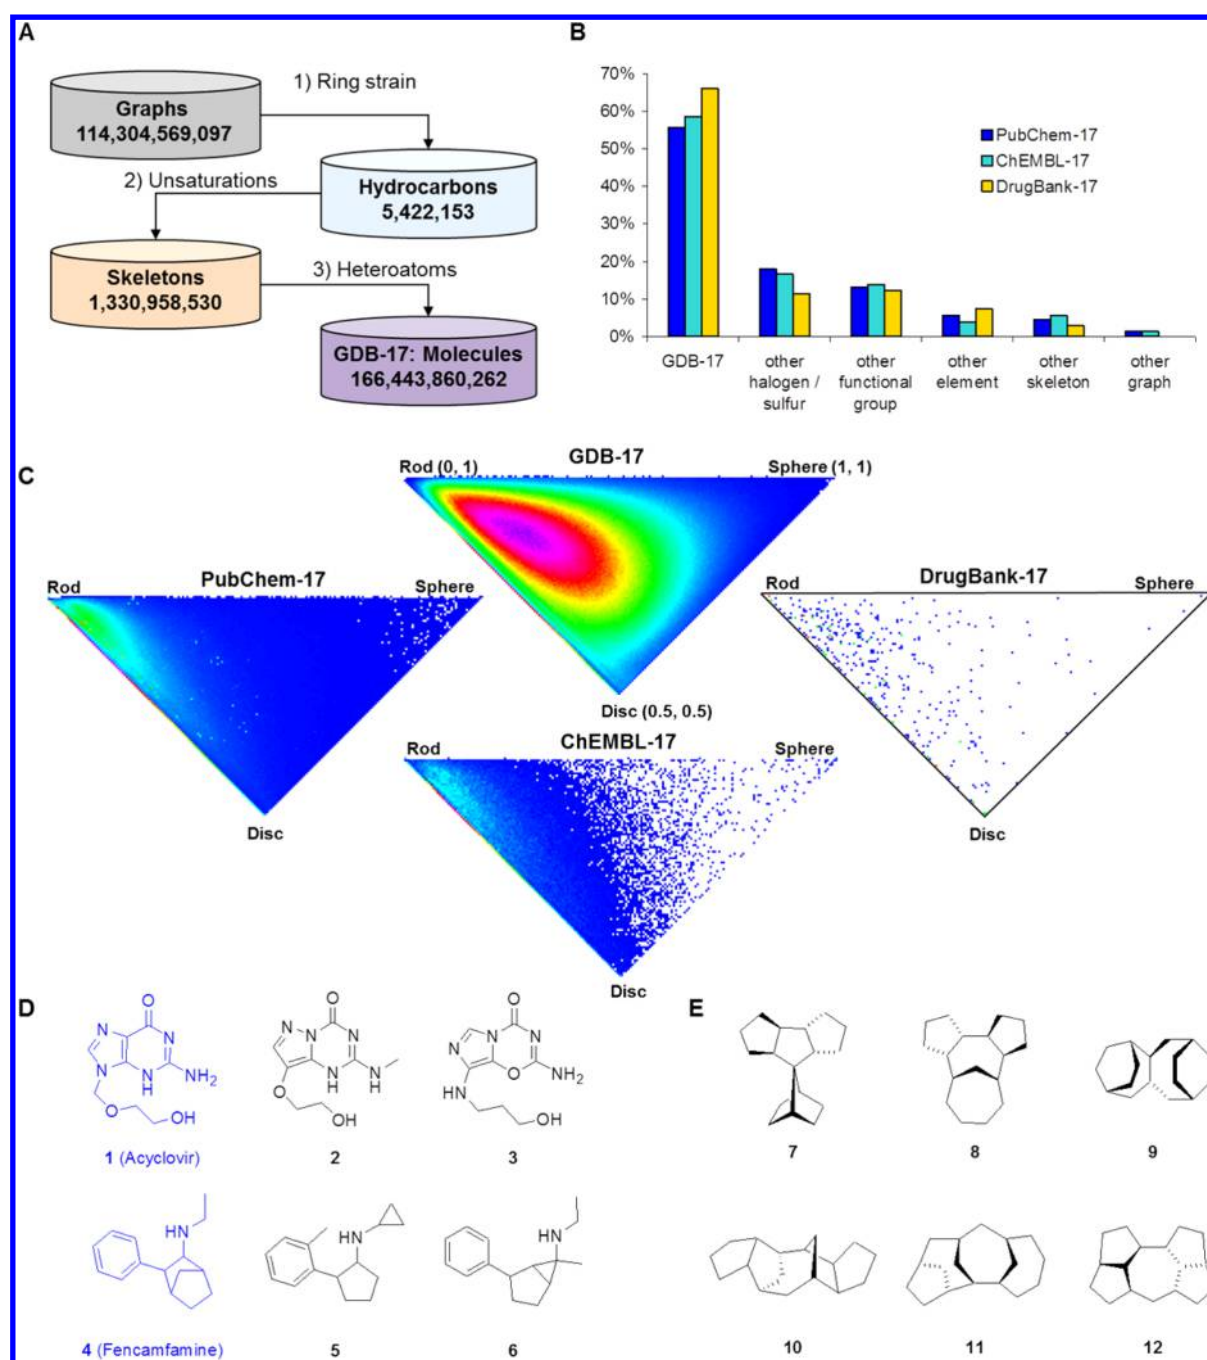 A
Graphs
114,304,569,097
1) Ring strain
2) Unsaturations
Hydrocarbons
5,422,153
Skeletons
1,330,958,530
3) Heteroatoms
GDB-17: Molecules
166,443,860,262
B
70%
60%
50%
40%
30%
20%
10%
0%
PubChem-17
ChEMBL-17
DrugBank-17
GDB-17
other halogen / sulfur
other functional group
other element
other skeleton
other graph
C
GDB-17
Rod (0, 1)
Sphere (1, 1)
Disc (0.5, 0.5)
PubChem-17
Rod
Sphere
Disc
ChEMBL-17
Rod
Sphere
Disc
DrugBank-17
Rod
Sphere
Disc
D
O
N
N
N
N
H
NH2
O
OH
1 (Acyclovir)
O
N
N
N
N
H
N
H
O
OH
2
O
N
N
N
O
NH2
HN
OH
3
HN
4 (Fencamfamine)
HN
5
HN
6
E
7
8
9
10
11
12